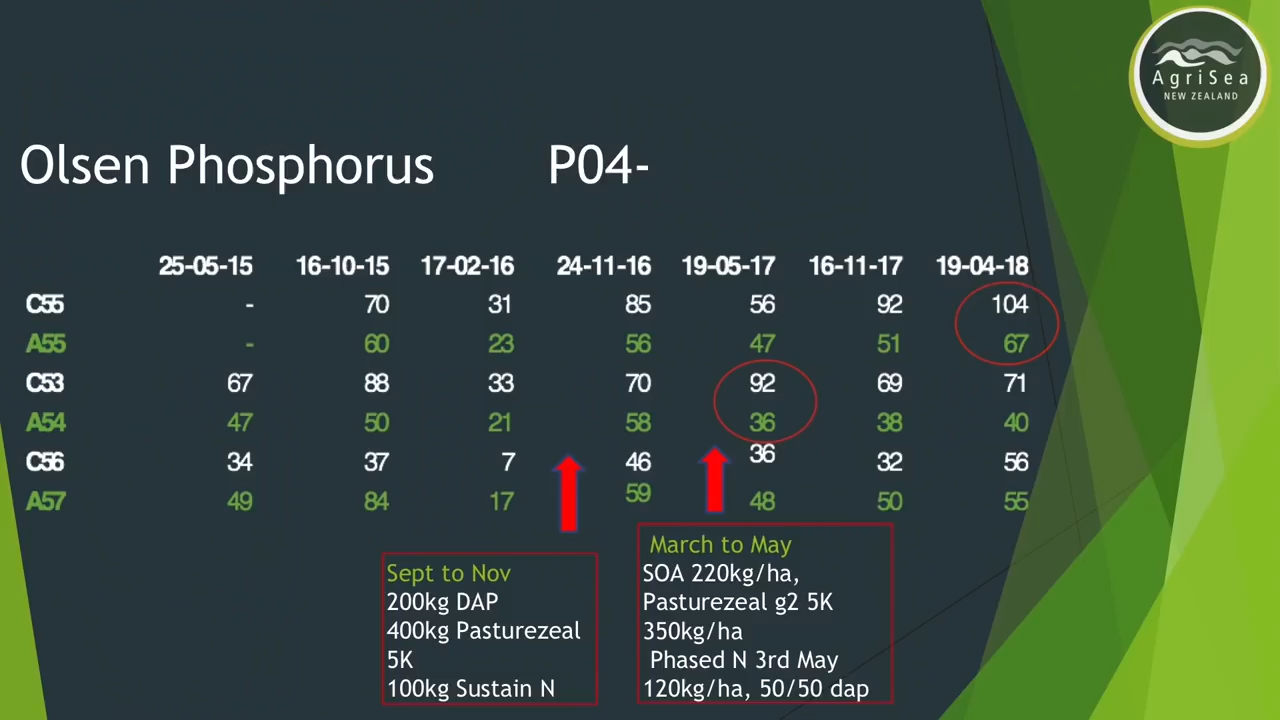 AgriSea
NEW ZEALAND
Olsen Phosphorus P04-
25-05-15 16-10-15 17-02-16 24-11-16 19-05-17 16-11-17 19-04-18
C55 - 70 31 85 56 92 104
A55 - 60 23 56 47 51 67
C53 67 88 33 70 92 69 71
A54 47 50 21 58 36 38 40
C56 34 37 7 46 36 32 56
A57 49 84 17 59 48 50 55
Sept to Nov
200kg DAP
400kg Pasturezeal
5K
100kg Sustain N
March to May
SOA 220kg/ha,
Pasturezeal g2 5K
350kg/ha
Phased N 3rd May
120kg/ha, 50/50 dap